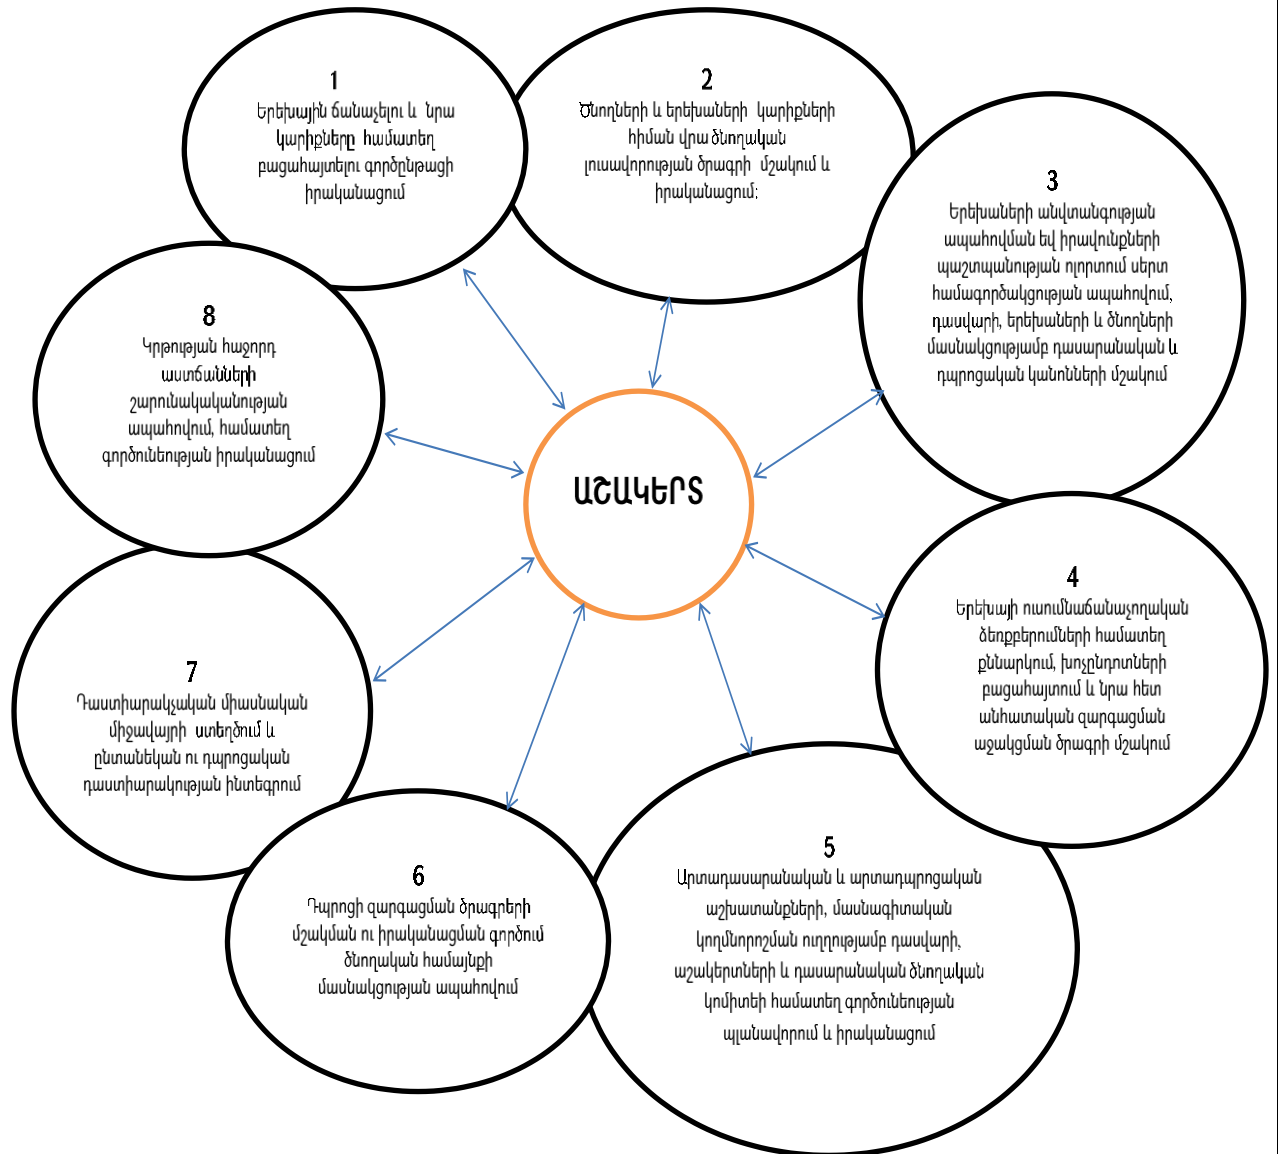 1
Երեխային ճանաչելու և նրա
կարիքները համատեղ
բացահայտելու գործընթացի
իրականացում
2
Ծնողների և երեխաների կարիքների
հիման վրա ծնողական
լուսավորության ծրագրի մշակում և
իրականացում:
3
Երեխաների անվտանգության
ապահովման եվ իրավունքների
պաշտպանության ոլորտում սերտ
համագործակցության ապահովում,
դասվարի, երեխաների և ծնողների
մասնակցությամբ դասարանական և
դպրոցական կանոնների մշակում
4
Երեխայի ուսումնաճանաչողական
ձեռքբերումների համատեղ
քննարկում, խոչընդոտների
բացահայտում և նրա հետ
անհատական զարգացման
աջակցման ծրագրի մշակում
5
Արտադասարանական և արտադպրոցական
աշխատանքների, մասնագիտական
կողմնորոշման ուղղությամբ դասվարի,
աշակերտների և դասարանական ծնողական
կոմիտեի համատեղ գործունեության
պլանավորում և իրականացում
6
Դպրոցի զարգացման ծրագրերի
մշակման ու իրականացման գործում
ծնողական համայնքի
մասնակցության ապահովում
7
Դաստիարակչական միասնական
միջավայրի ստեղծում և
ընտանեկան ու դպրոցական
դաստիարակության ինտեգրում
8
Կրթության հաջորդ
աստճանների
շարունակականության
ապահովում, համատեղ
գործունեության իրականացում
ԱՇԱԿԵՐՏ